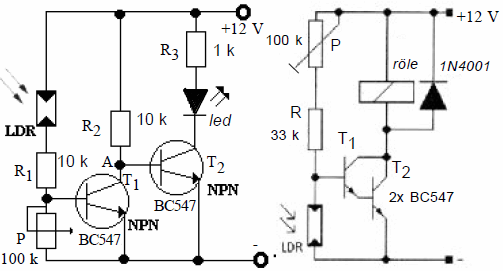 +12 V
R3
1 k
LDR
R2
10 k
led
R1
10 k
A
T1
T2
NPN
BC547
BC547
NPN
P
100 k
-
+12 V
100 k
P
röle
1N4001
R
33 k
T1
T2
2x BC547
LDR
-